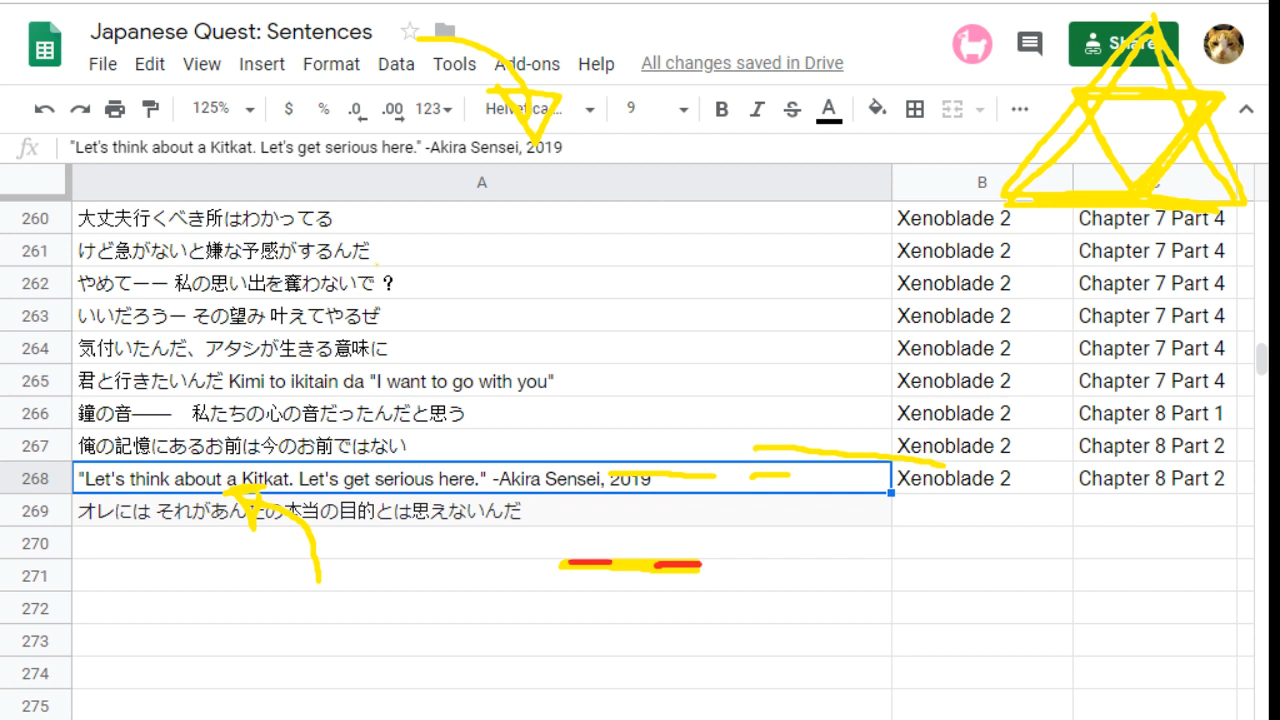 Japanese Quest: Sentences
File Edit View Insert Format Data Tools Add-ons Help All changes saved in Drive Share
125% $ % .0 .00 123 Helvetica... 9 B I S A
fx "Let's think about a Kitkat. Let's get serious here." -Akira Sensei, 2019
A B C
260 大丈夫行くべき所はわかってる Xenoblade 2 Chapter 7 Part 4
261 けど急がないと嫌な予感がするんだ Xenoblade 2 Chapter 7 Part 4
262 やめてーー 私の思い出を奪わないで ? Xenoblade 2 Chapter 7 Part 4
263 いいだろうー その望み 叶えてやるぜ Xenoblade 2 Chapter 7 Part 4
264 気付いたんだ、アタシが生きる意味に Xenoblade 2 Chapter 7 Part 4
265 君と行きたいんだ Kimi to ikitain da "I want to go with you" Xenoblade 2 Chapter 7 Part 4
266 鐘の音――　私たちの心の音だったんだと思う Xenoblade 2 Chapter 8 Part 1
267 俺の記憶にあるお前は今のお前ではない Xenoblade 2 Chapter 8 Part 2
268 "Let's think about a Kitkat. Let's get serious here." -Akira Sensei, 2019 Xenoblade 2 Chapter 8 Part 2
269 オレには それがあんたの本当の目的とは思えないんだ
270
271
272
273
274
275